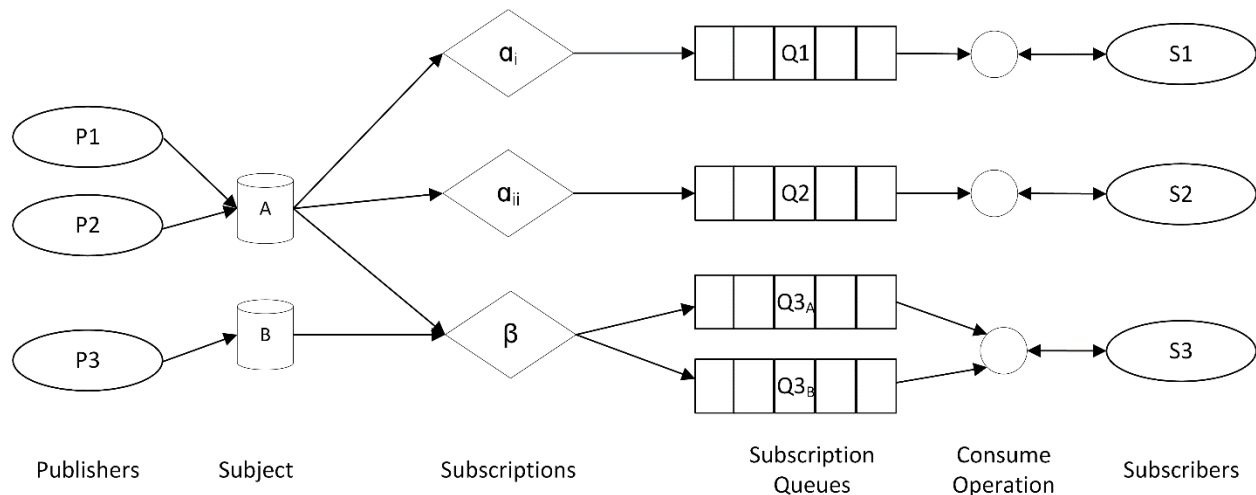 αi
Q1
S1
P1
A
P2
αii
Q2
S2
P3
B
β
Q3A
Q3B
S3
Publishers
Subject
Subscriptions
Subscription
Queues
Consume
Operation
Subscribers